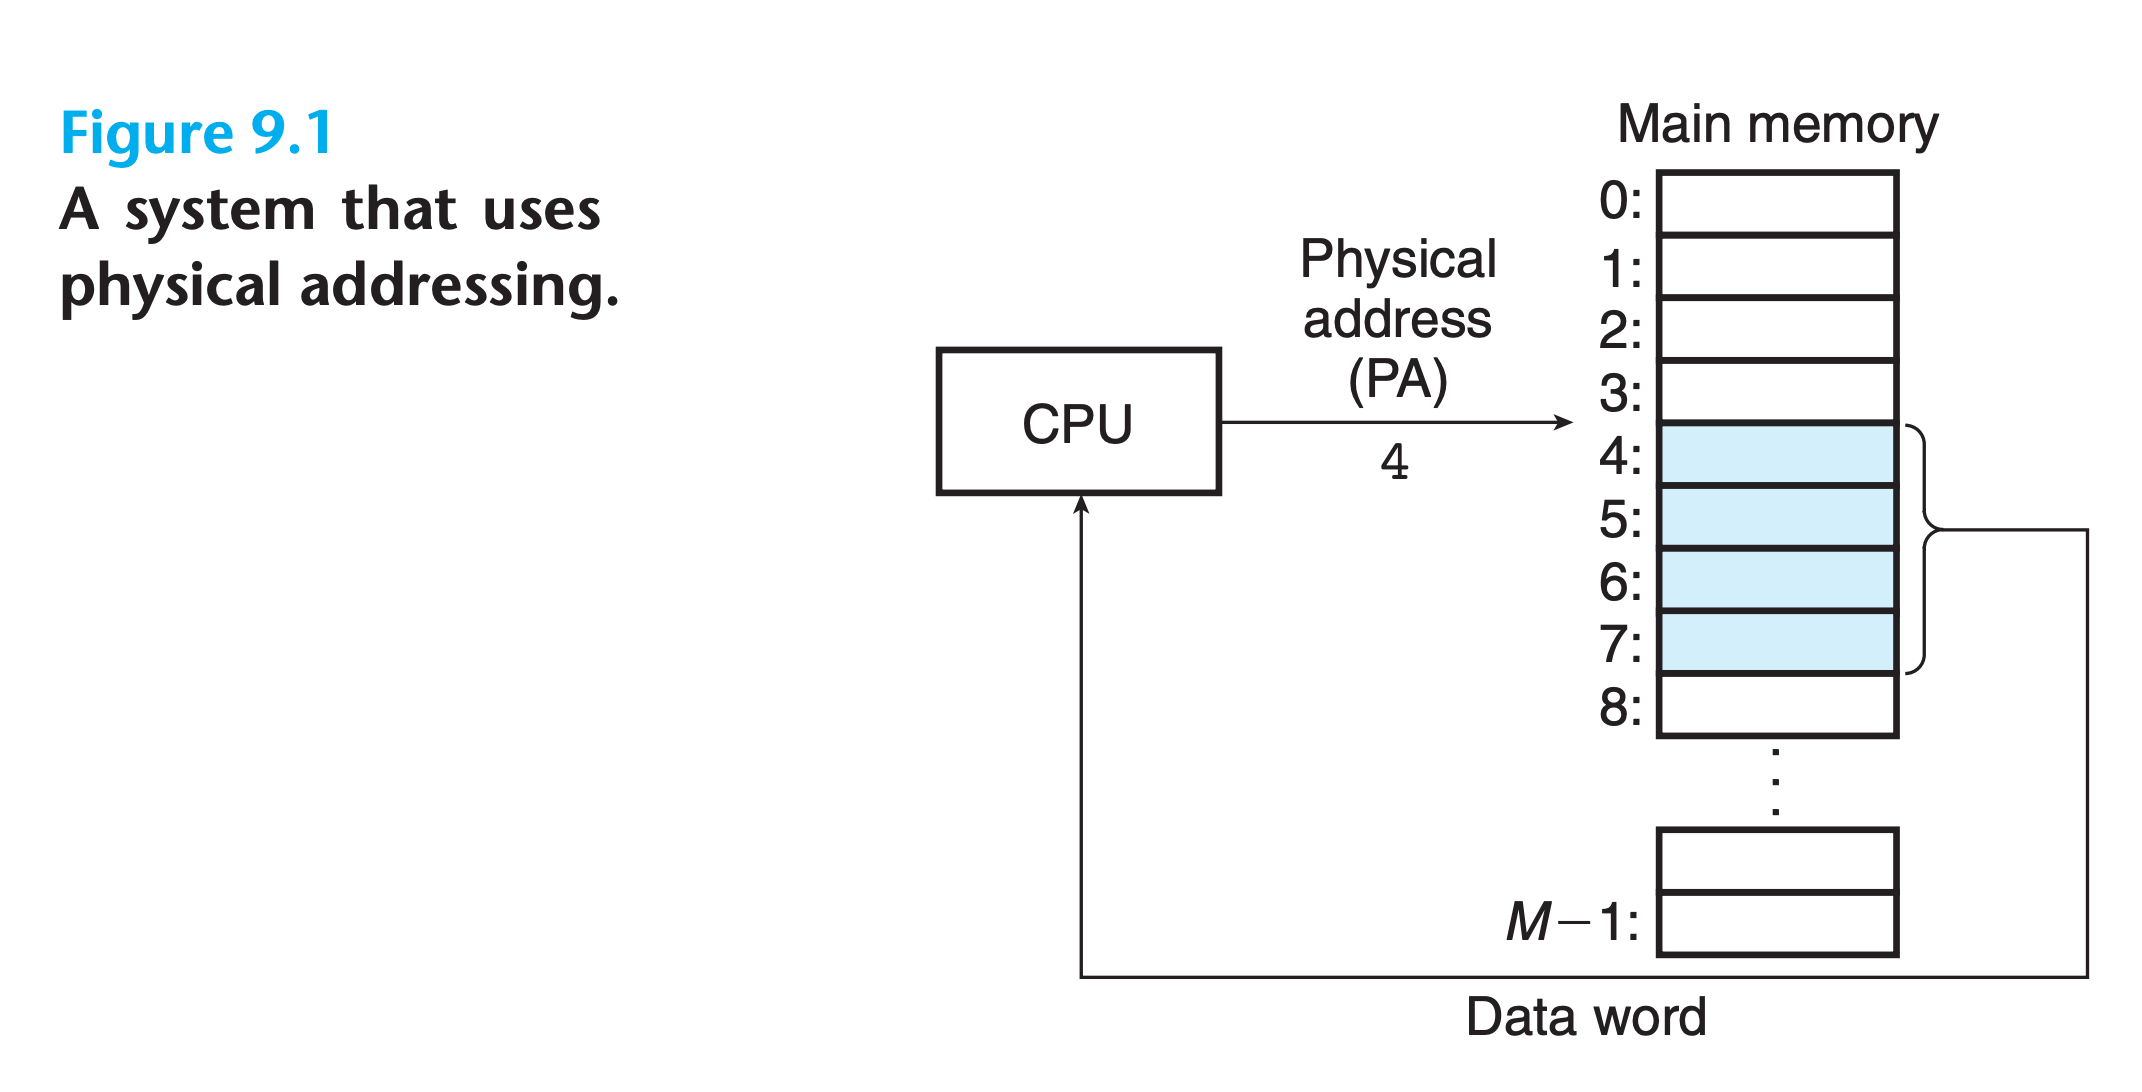 Figure 9.1
A system that uses
physical addressing.
Main memory
0:
1:
2:
3:
4:
5:
6:
7:
8:
M−1:
Physical
address
(PA)
4
CPU
Data word